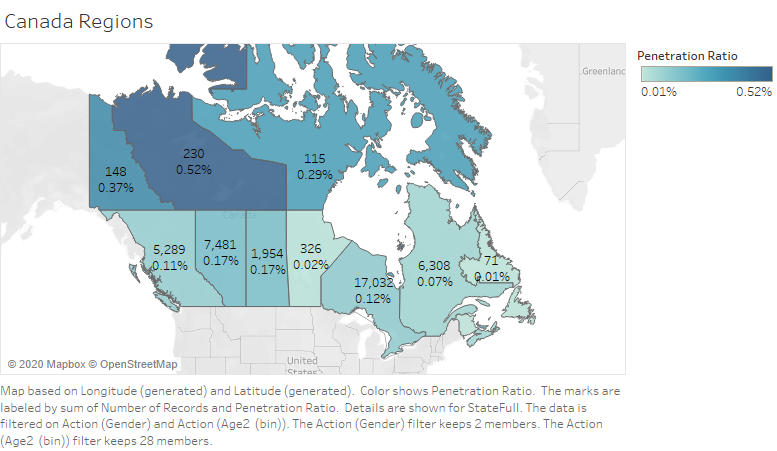 Canada Regions
Penetration Ratio
0.01% 0.52%
Greenland
230
0.52%
148
0.37%
115
0.29%
Canada
5,289
0.11%
7,481
0.17%
1,954
0.17%
326
0.02%
17,032
0.12%
6,308
0.07%
71
0.01%
United
States
© 2020 Mapbox © OpenStreetMap
Map based on Longitude (generated) and Latitude (generated). Color shows Penetration Ratio. The marks are
labeled by sum of Number of Records and Penetration Ratio. Details are shown for StateFull. The data is
filtered on Action (Gender) and Action (Age2 (bin)). The Action (Gender) filter keeps 2 members. The Action
(Age2 (bin)) filter keeps 28 members.